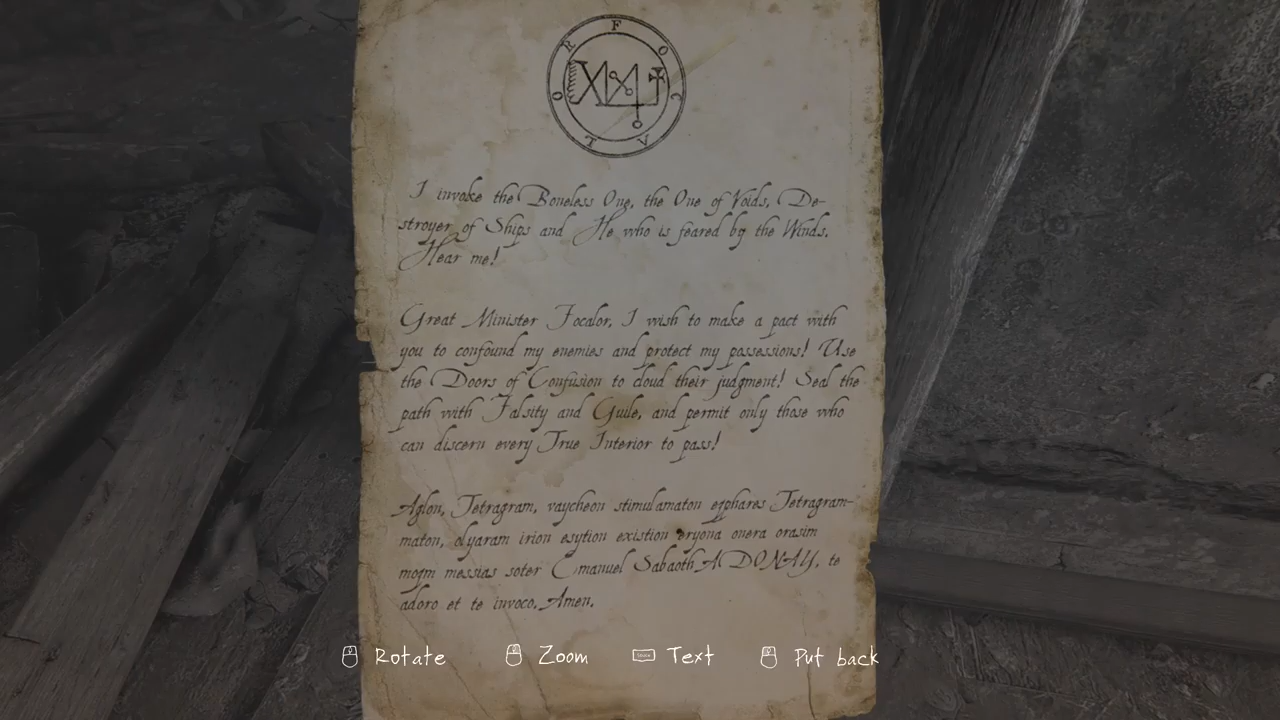 F O C V L O R
I invoke the Boneless One, the One of Voids, De-
stroyer of Ships and He who is feared by the Winds.
Hear me!
Great Minister Focalor, I wish to make a pact with
you to confound my enemies and protect my possessions! Use
the Doors of Confusion to cloud their judgment! Seal the
path with Falsity and Guile, and permit only those who
can discern every True Interior to pass!
Aglon, Tetragram, vaycheon stimulamaton ezphares Tetragram-
maton, olyaram irion esytion existion eryona onera orasim
mozm messias soter Emanuel Sabaoth ADONAY, te
adoro et te invoco. Amen.
Rotate Zoom Text Put back